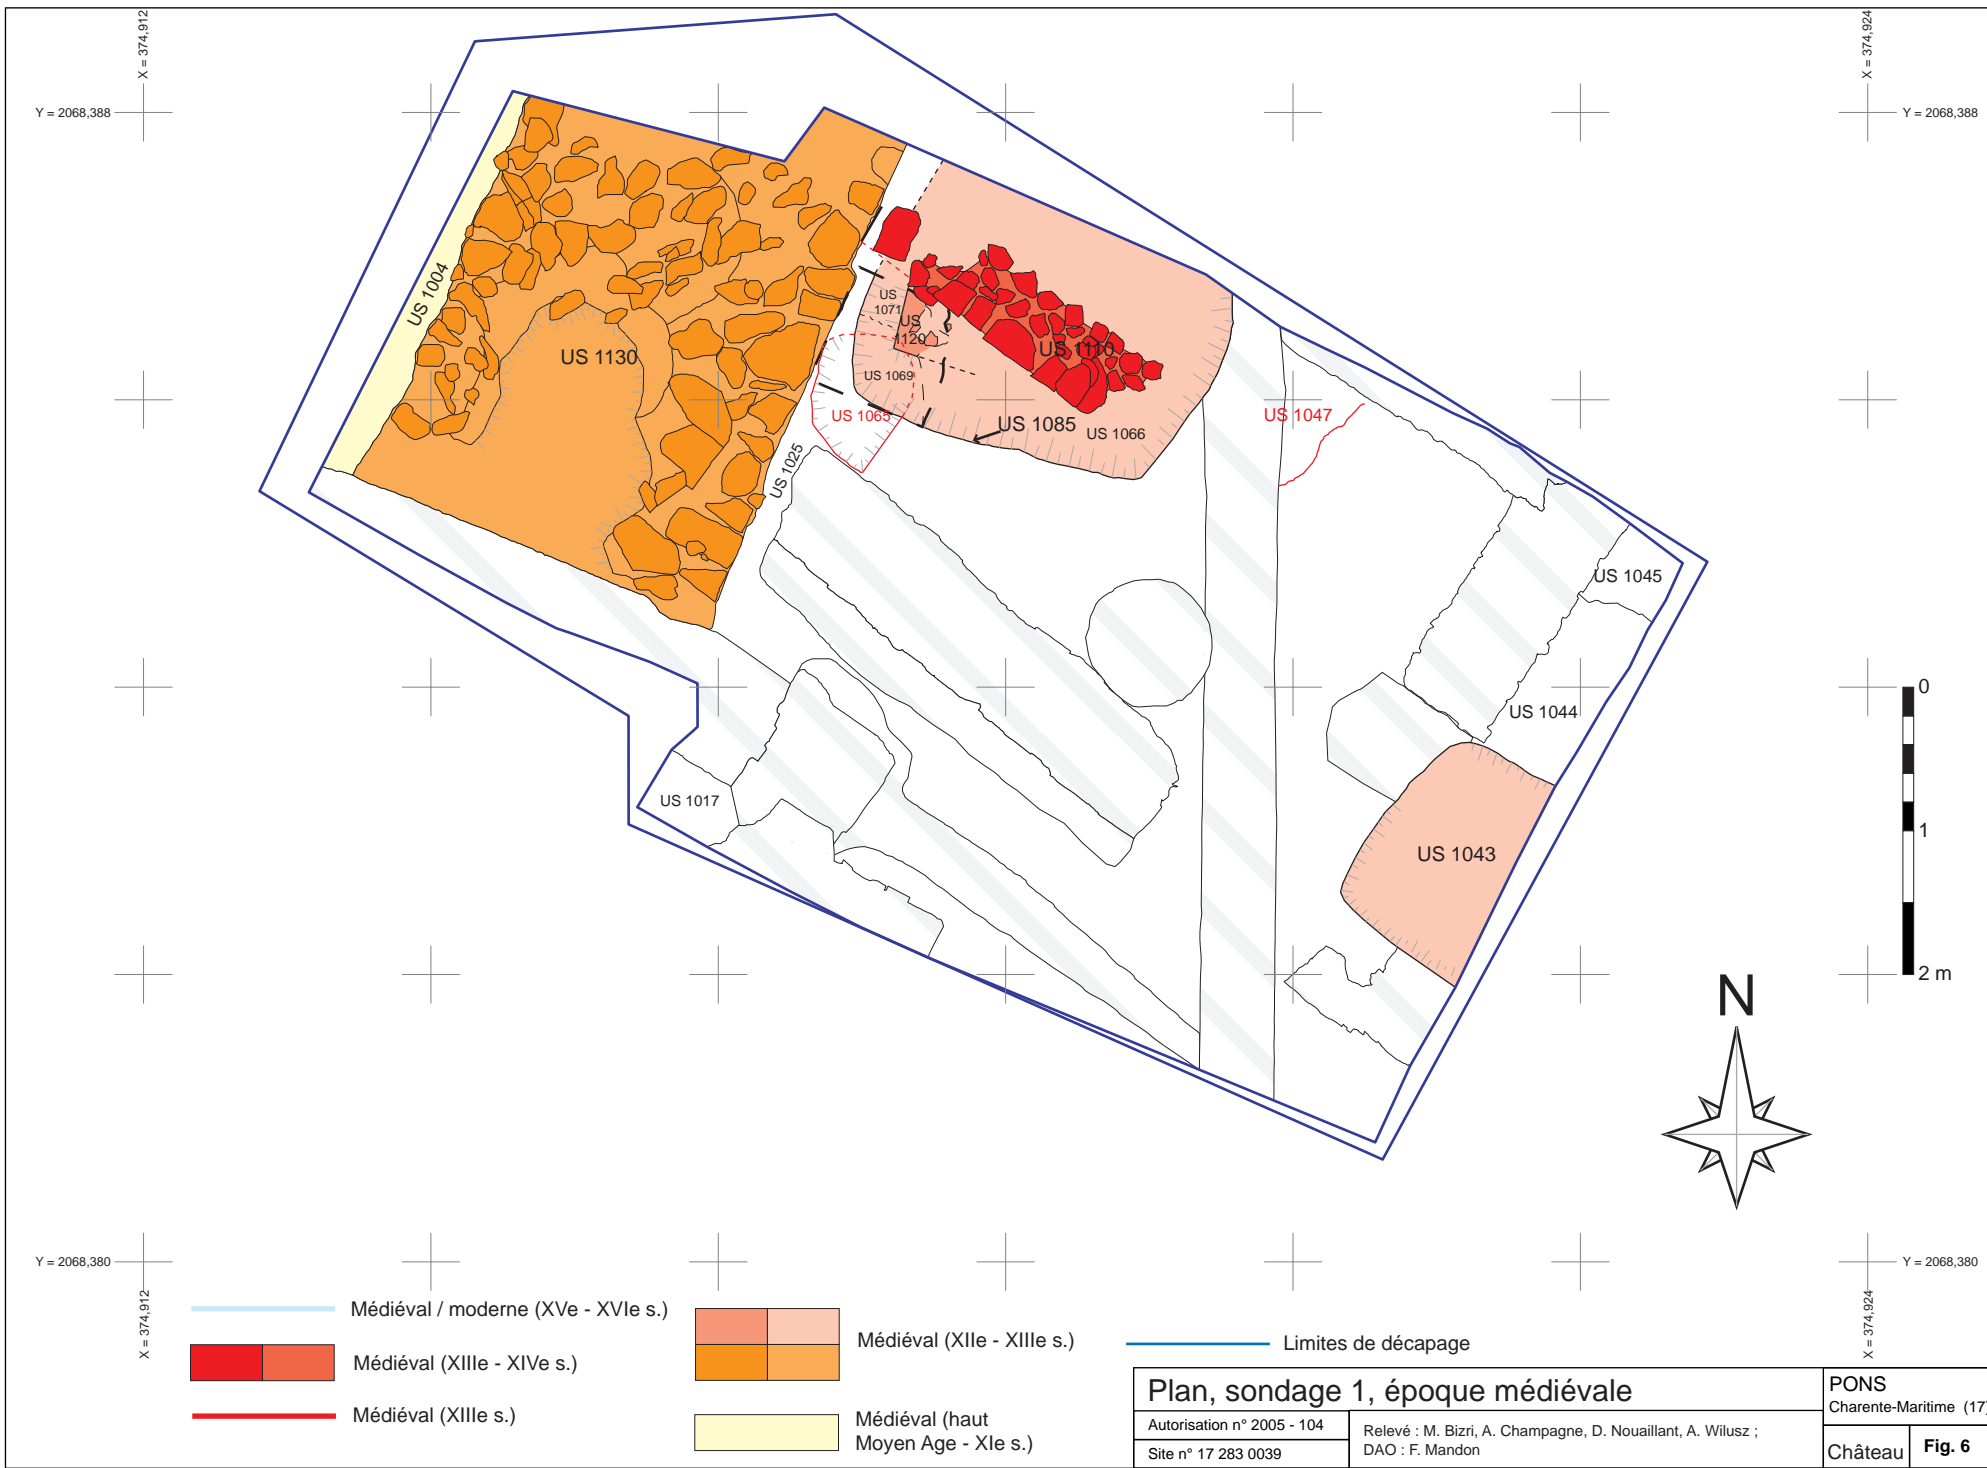 X = 374,912
X = 374,924
Y = 2068,388
Y = 2068,388
US 1004
US 1130
US
1071
US
1120
US 1110
US 1069
US 1065
US 1085
US 1066
US 1047
US 1025
US 1045
US 1044
US 1017
US 1043
0
1
2 m
N
Y = 2068,380
Y = 2068,380
X = 374,912
X = 374,924
Médiéval / moderne (XVe - XVIe s.)
Médiéval (XIIIe - XIVe s.)
Médiéval (XIIIe s.)
Médiéval (XIIe - XIIIe s.)
Médiéval (haut
Moyen Age - XIe s.)
Limites de décapage
Plan, sondage 1, époque médiévale
Autorisation n° 2005 - 104
Site n° 17 283 0039
Relevé : M. Bizri, A. Champagne, D. Nouaillant, A. Wilusz ;
DAO : F. Mandon
PONS
Charente-Maritime (17)
Château
Fig. 6